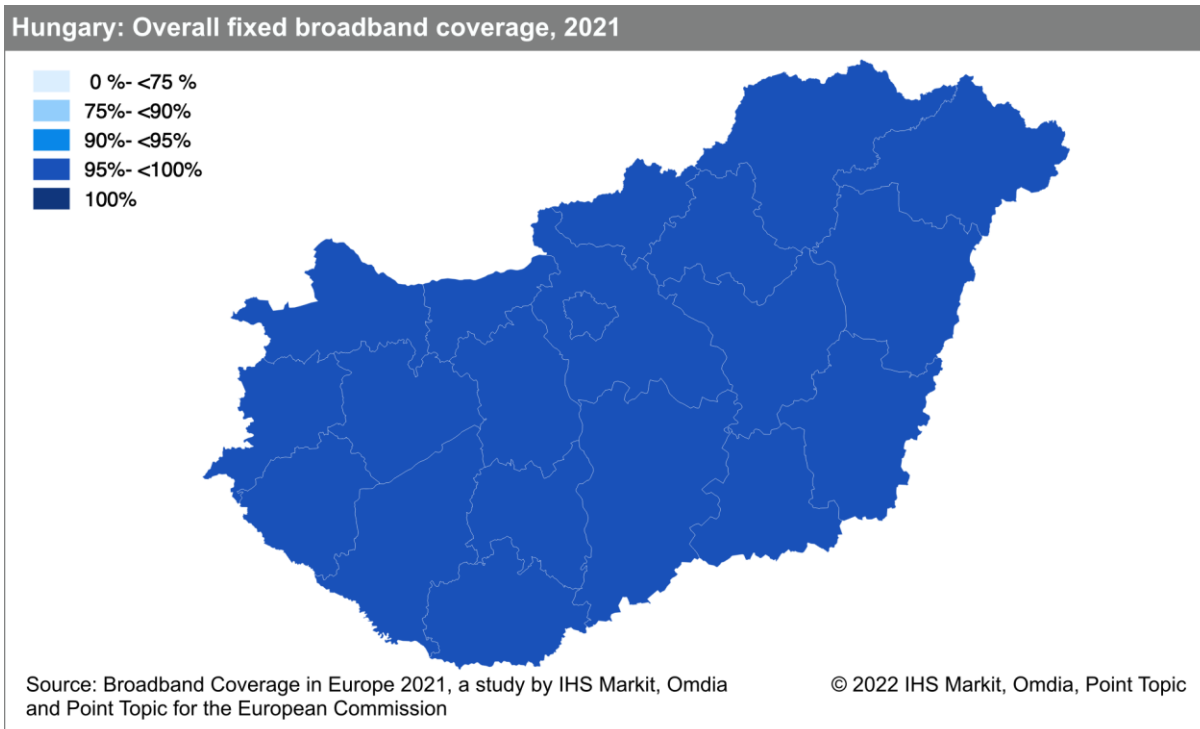 Hungary: Overall fixed broadband coverage, 2021
0 %- <75 %
75%- <90%
90%- <95%
95%- <100%
100%
Source: Broadband Coverage in Europe 2021, a study by IHS Markit, Omdia
and Point Topic for the European Commission
© 2022 IHS Markit, Omdia, Point Topic